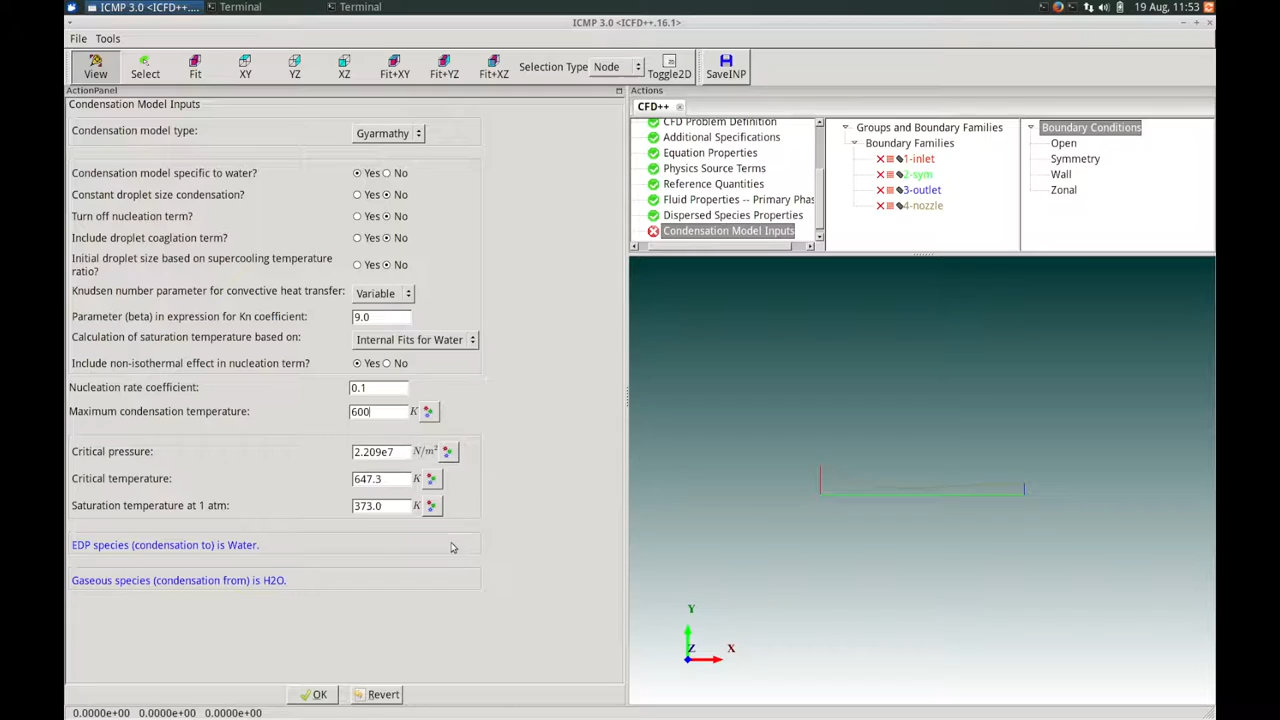 ICMP 3.0 <ICFD++....
Terminal
Terminal
19 Aug, 11:53
ICMP 3.0 <ICFD++.16.1>
File Tools
View
Select
Fit
XY
YZ
XZ
Fit+XY
Fit+YZ
Fit+XZ
Selection Type
Node
Toggle2D
SaveINP
ActionPanel
Condensation Model Inputs
Condensation model type:
Gyarmathy
Condensation model specific to water?
Yes No
Constant droplet size condensation?
Yes No
Turn off nucleation term?
Yes No
Include droplet coaglation term?
Yes No
Initial droplet size based on supercooling temperature
ratio?
Yes No
Knudsen number parameter for convective heat transfer:
Variable
Parameter (beta) in expression for Kn coefficient:
9.0
Calculation of saturation temperature based on:
Internal Fits for Water
Include non-isothermal effect in nucleation term?
Yes No
Nucleation rate coefficient:
0.1
Maximum condensation temperature:
600
K
Critical pressure:
2.209e7
N/m²
Critical temperature:
647.3
K
Saturation temperature at 1 atm:
373.0
K
EDP species (condensation to) is Water.
Gaseous species (condensation from) is H2O.
OK
Revert
0.0000e+00 0.0000e+00 0.0000e+00
Actions
CFD++
CFD Problem Definition
Additional Specifications
Equation Properties
Physics Source Terms
Reference Quantities
Fluid Properties -- Primary Phas
Dispersed Species Properties
Condensation Model Inputs
Groups and Boundary Families
Boundary Families
1-inlet
2-sym
3-outlet
4-nozzle
Boundary Conditions
Open
Symmetry
Wall
Zonal
Y
Z
X